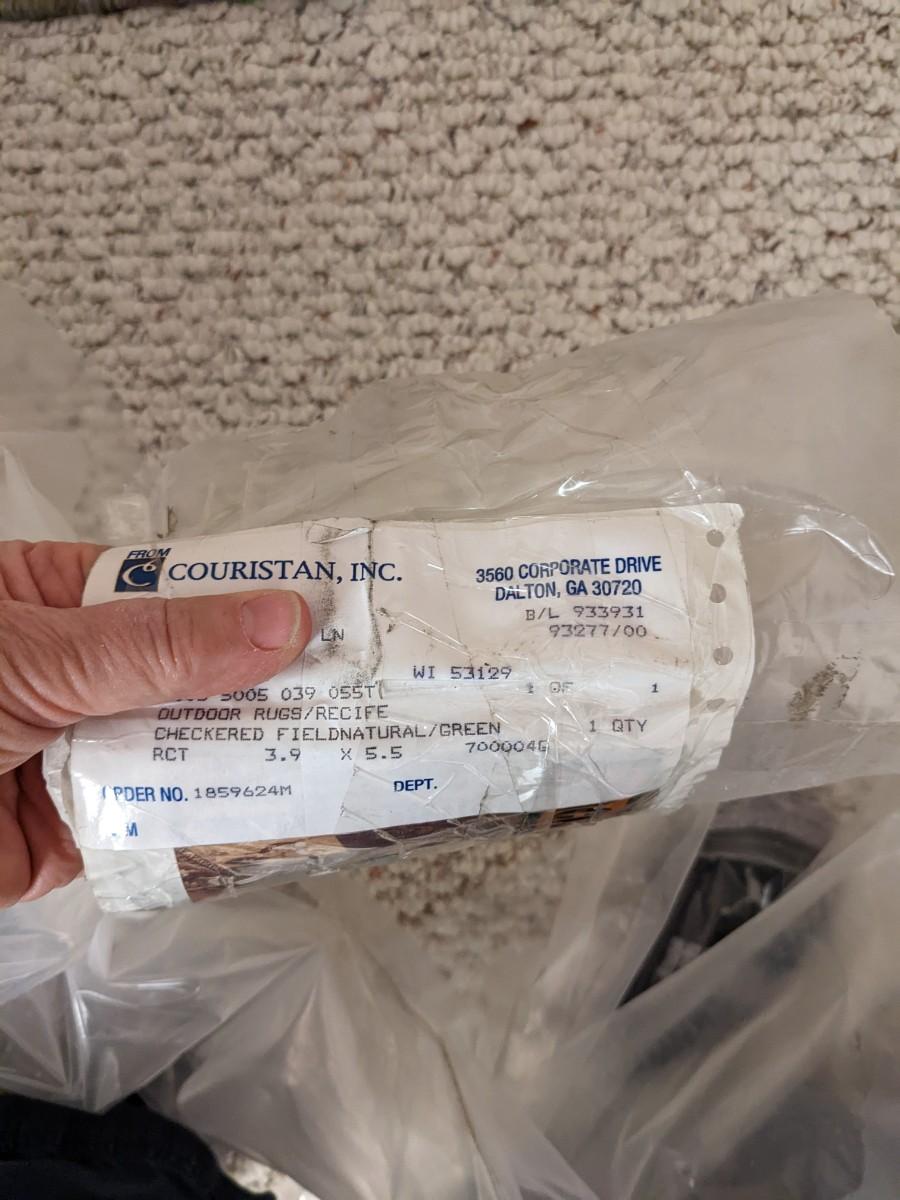 FROM
COURISTAN, INC.
3560 CORPORATE DRIVE
DALTON, GA 30720
B/L 933931
93277/00
LN
WI 53129
5005 039 055T
1 OF 1
OUTDOOR RUGS/RECIFE
CHECKERED FIELDNATURAL/GREEN
1 QTY
RCT 3.9 X 5.5 700004G
ORDER NO. 1859624M
DEPT.
M